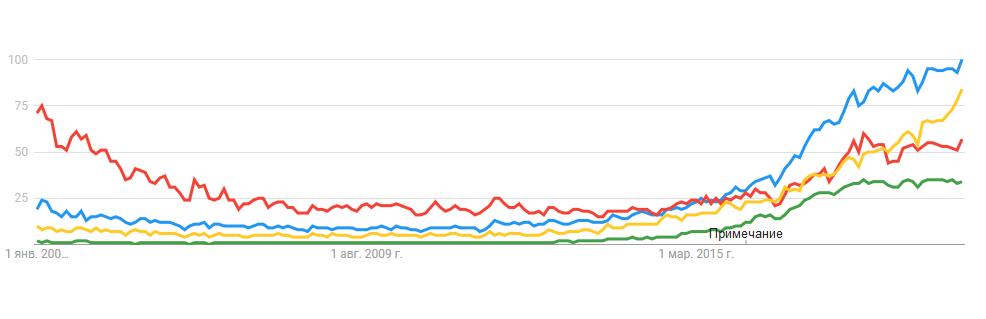 100
75
50
25
Примечание
1 янв. 200...
1 авг. 2009 г.
1 мар. 2015 г.